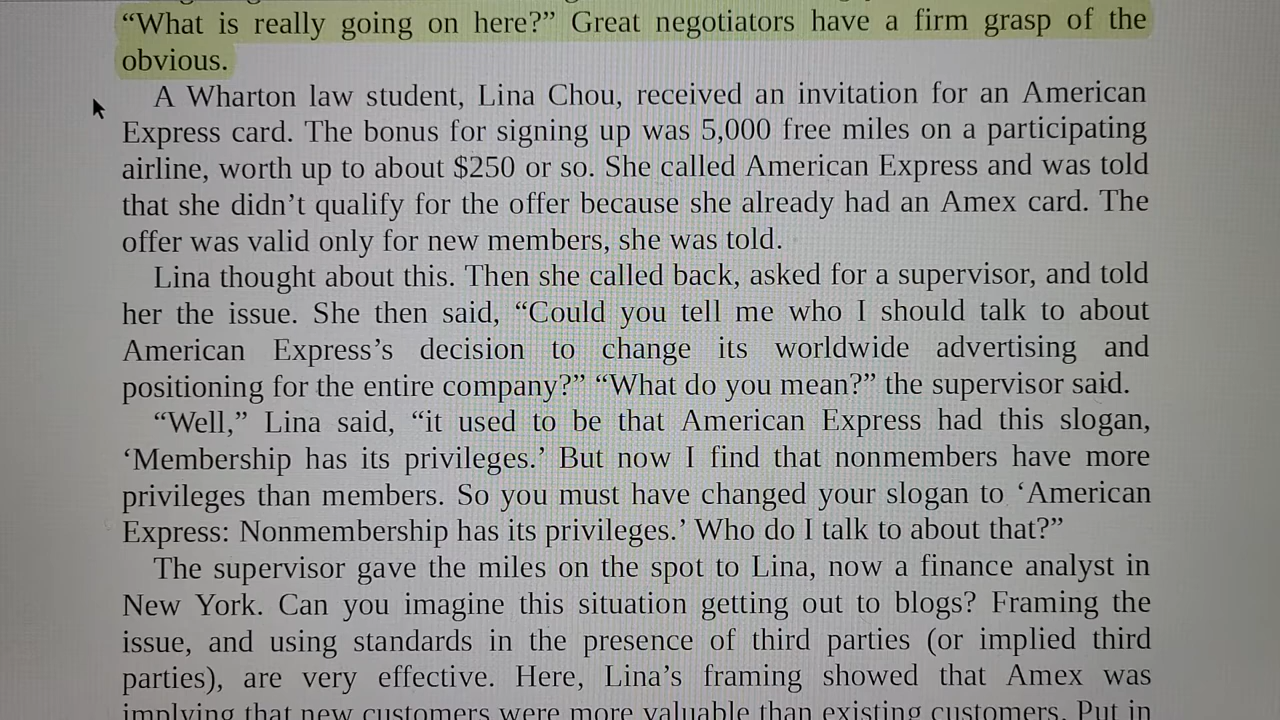 “What is really going on here?” Great negotiators have a firm grasp of the
obvious.
A Wharton law student, Lina Chou, received an invitation for an American
Express card. The bonus for signing up was 5,000 free miles on a participating
airline, worth up to about $250 or so. She called American Express and was told
that she didn’t qualify for the offer because she already had an Amex card. The
offer was valid only for new members, she was told.
Lina thought about this. Then she called back, asked for a supervisor, and told
her the issue. She then said, “Could you tell me who I should talk to about
American Express’s decision to change its worldwide advertising and
positioning for the entire company?” “What do you mean?” the supervisor said.
“Well,” Lina said, “it used to be that American Express had this slogan,
‘Membership has its privileges.’ But now I find that nonmembers have more
privileges than members. So you must have changed your slogan to ‘American
Express: Nonmembership has its privileges.’ Who do I talk to about that?”
The supervisor gave the miles on the spot to Lina, now a finance analyst in
New York. Can you imagine this situation getting out to blogs? Framing the
issue, and using standards in the presence of third parties (or implied third
parties), are very effective. Here, Lina’s framing showed that Amex was
implying that new customers were more valuable than existing customers. Put in